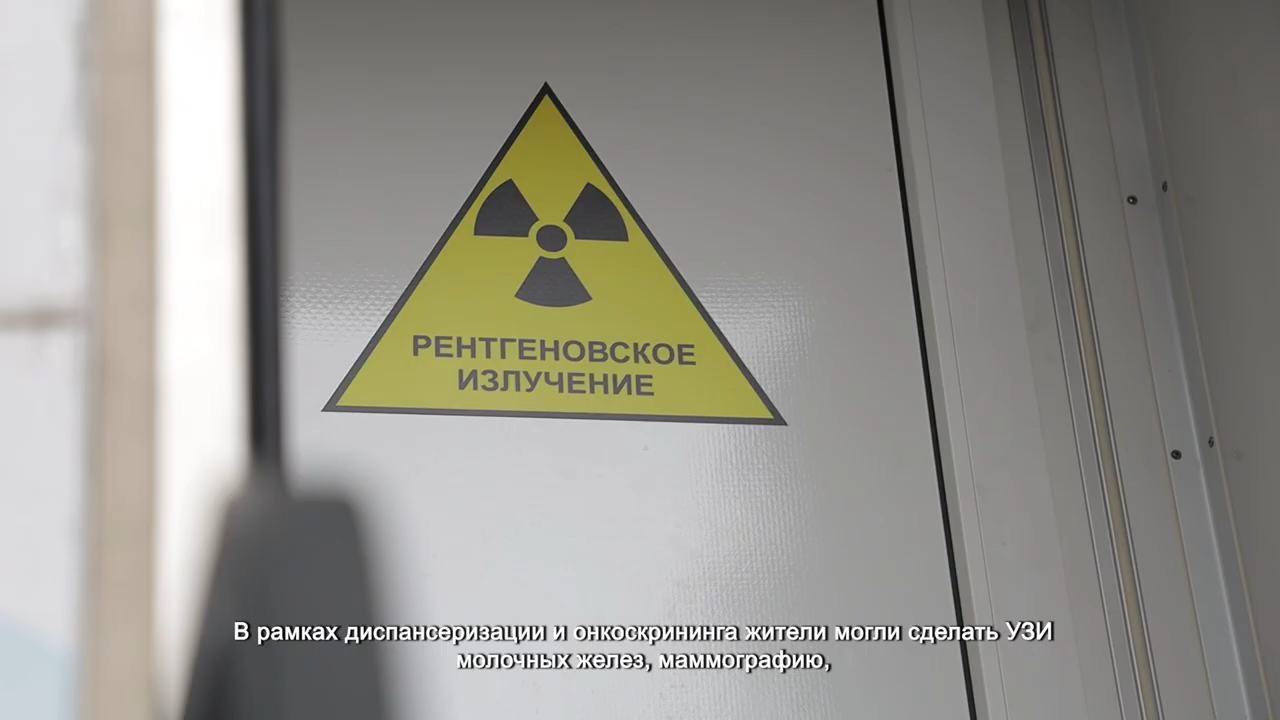 РЕНТГЕНОВСКОЕ
ИЗЛУЧЕНИЕ
В рамках диспансеризации и онкоскрининга жители могли сделать УЗИ
молочных желез, маммографию,